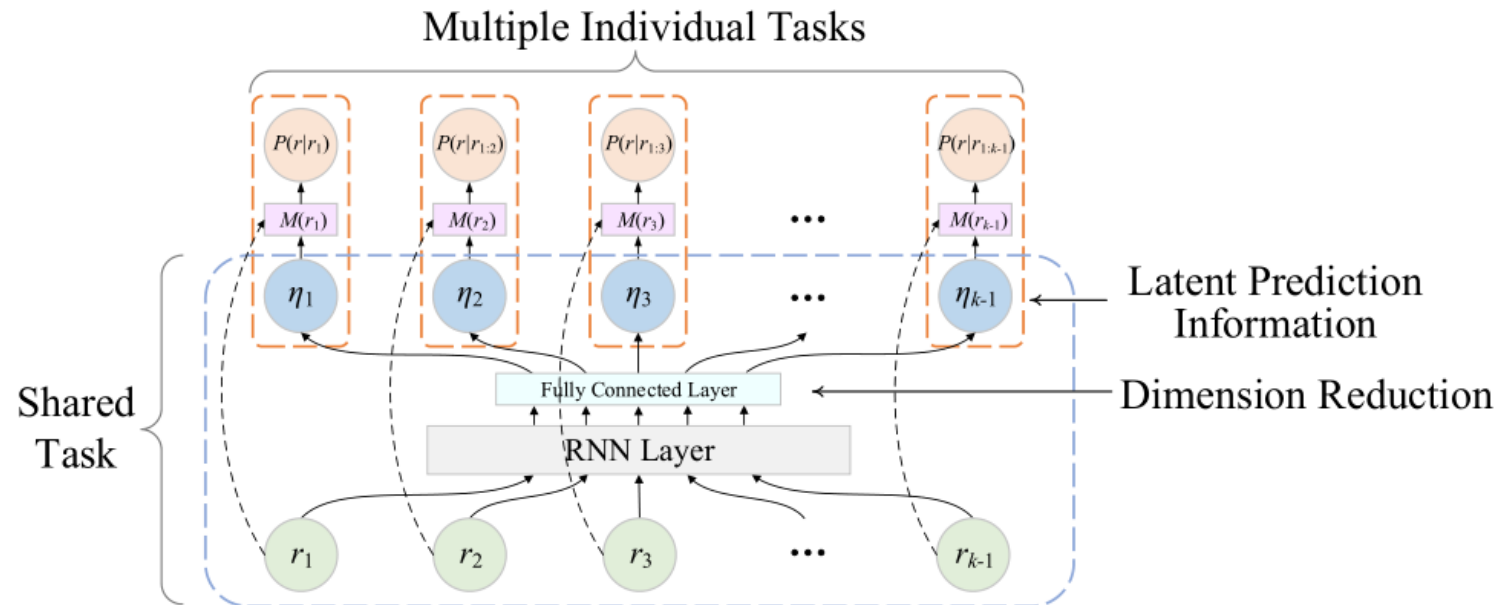 Multiple Individual Tasks
P(r|r₁) P(r|r₁:₂) P(r|r₁:₃) P(r|r₁:ₖ₋₁)
M(r₁) M(r₂) M(r₃) ... M(rₖ₋₁)
η₁ η₂ η₃ ... ηₖ₋₁
Latent Prediction
Information
Fully Connected Layer
Dimension Reduction
Shared
Task
RNN Layer
r₁ r₂ r₃ ... rₖ₋₁